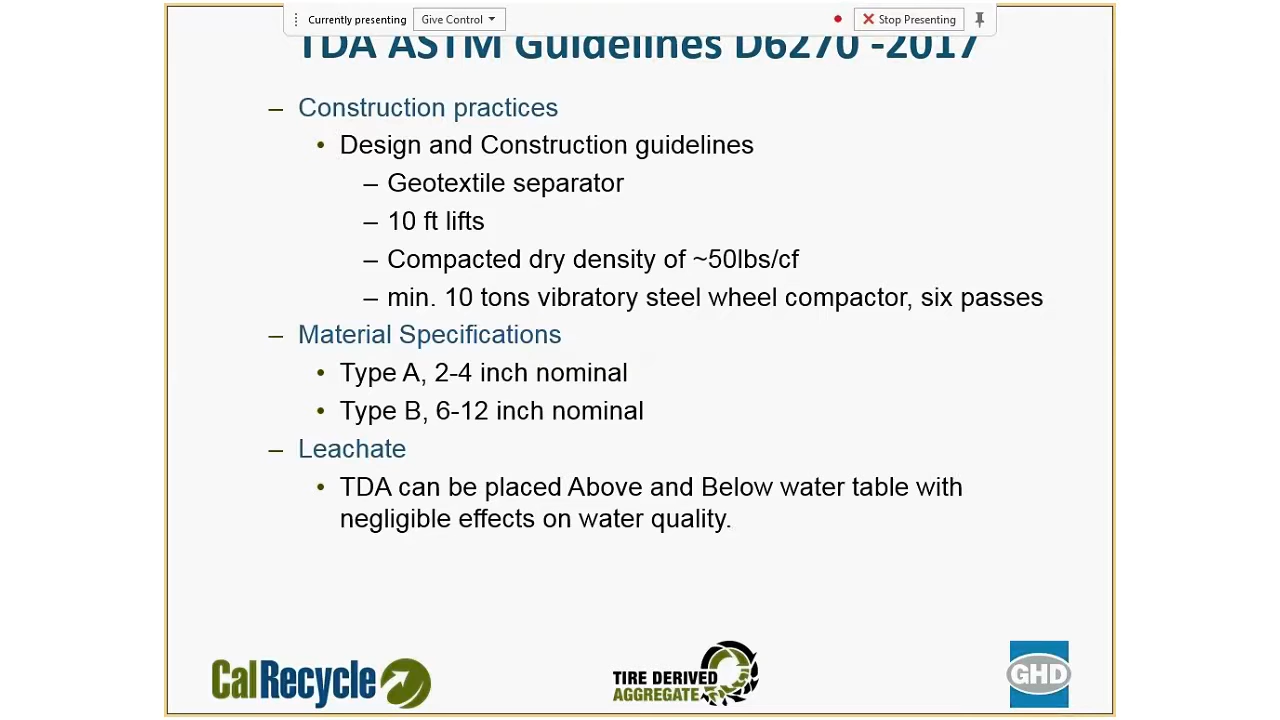 Currently presenting Give Control Stop Presenting
TDA ASTM Guidelines D6270 -2017
– Construction practices
• Design and Construction guidelines
– Geotextile separator
– 10 ft lifts
– Compacted dry density of ~50lbs/cf
– min. 10 tons vibratory steel wheel compactor, six passes
– Material Specifications
• Type A, 2-4 inch nominal
• Type B, 6-12 inch nominal
– Leachate
• TDA can be placed Above and Below water table with
negligible effects on water quality.
CalRecycle
TIRE DERIVED
AGGREGATE
GHD